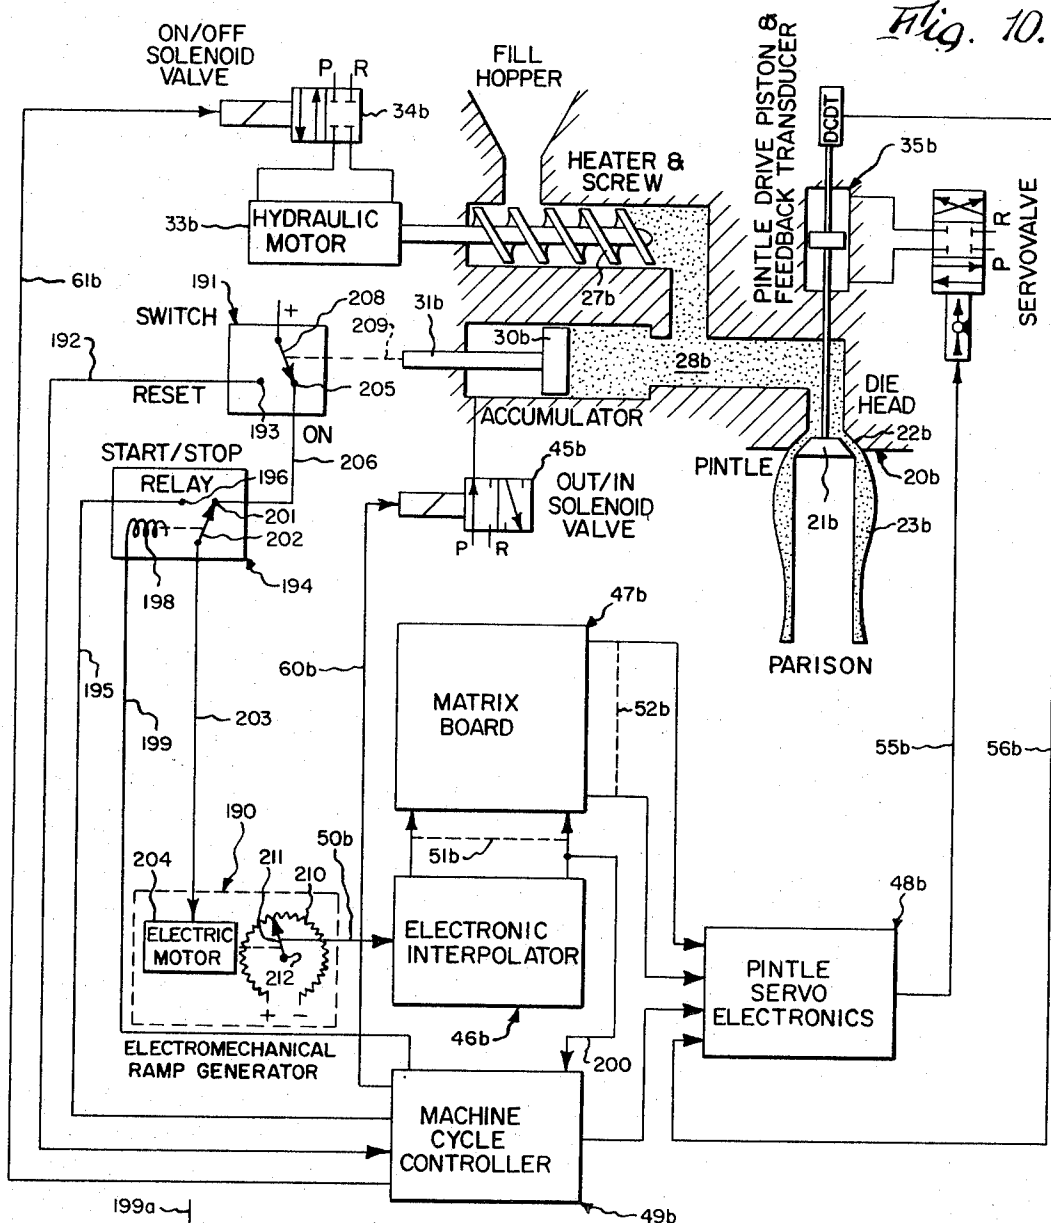 Fig. 10.
ON/OFF
SOLENOID
VALVE
P R
34b
FILL
HOPPER
PINTLE DRIVE PISTON &
FEEDBACK TRANSDUCER
DCDT
35b
HEATER &
SCREW
33b
HYDRAULIC
MOTOR
27b
R
P
SERVOVALVE
61b
191
208
+
209
31b
30b
28b
SWITCH
192
205
RESET
193
ON
ACCUMULATOR
DIE
HEAD
22b
20b
START/STOP
RELAY
206
196
201
202
198
194
45b
OUT/IN
SOLENOID
VALVE
P R
PINTLE
21b
23b
PARISON
195
199
203
60b
47b
MATRIX
BOARD
52b
55b
56b
190
204
211
210
50b
51b
48b
ELECTRIC
MOTOR
212
+ −
ELECTRONIC
INTERPOLATOR
46b
PINTLE
SERVO
ELECTRONICS
ELECTROMECHANICAL
RAMP GENERATOR
200
MACHINE
CYCLE
CONTROLLER
199a
49b